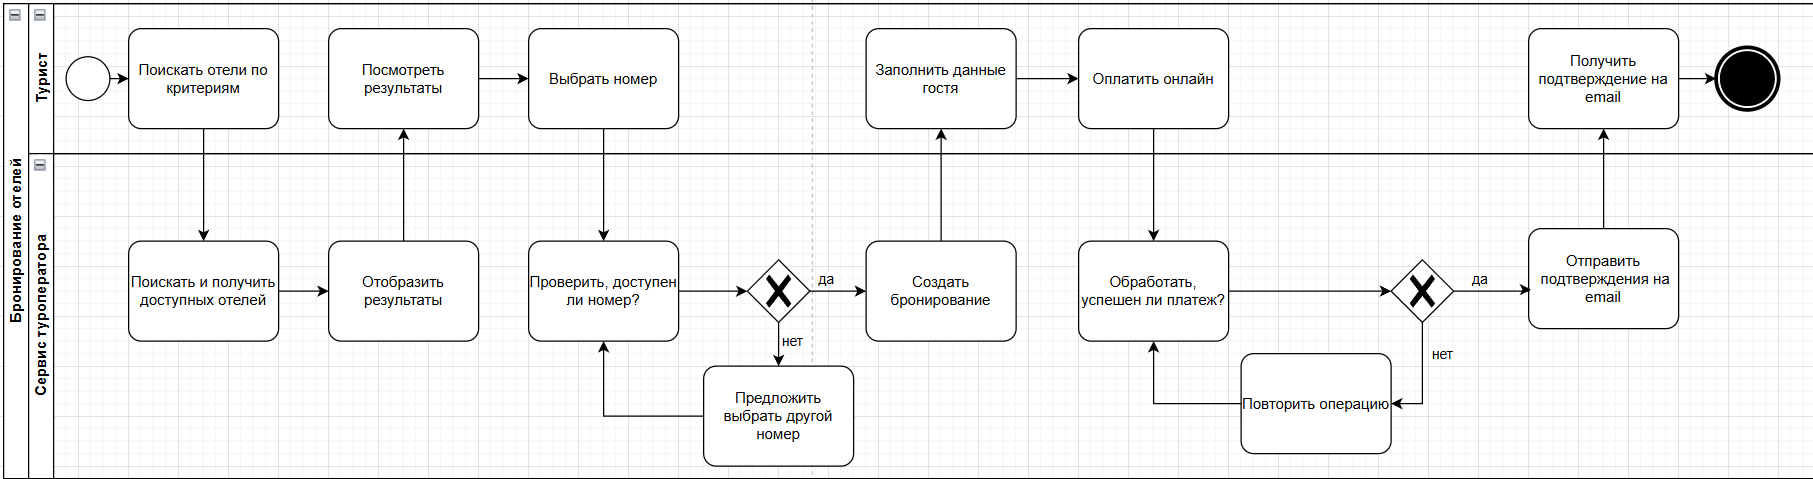 Бронирование отелей
Турист
Поискать отели по
критериям
Посмотреть
результаты
Выбрать номер
Заполнить данные
гостя
Оплатить онлайн
Получить
подтверждение на
email
Сервис туроператора
Поискать и получить
доступных отелей
Отобразить
результаты
Проверить, доступен
ли номер?
да
нет
Предложить
выбрать другой
номер
Создать
бронирование
Обработать,
успешен ли платеж?
да
нет
Повторить операцию
Отправить
подтверждения на
email